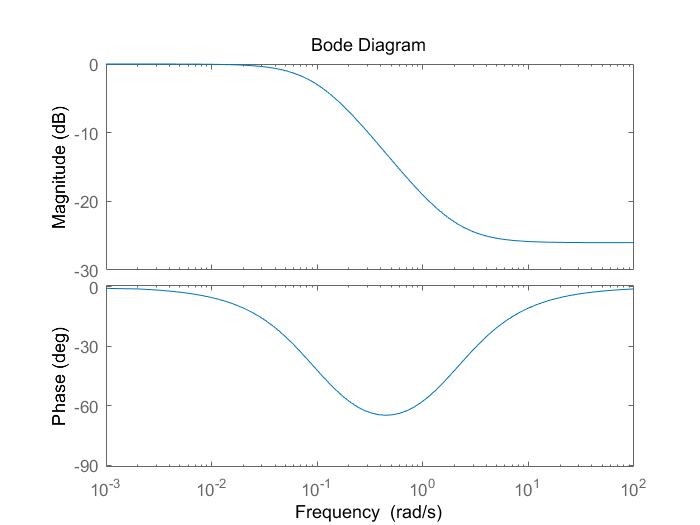 Bode Diagram
Magnitude (dB)
0
-10
-20
-30
Phase (deg)
0
-30
-60
-90
10^-3 10^-2 10^-1 10^0 10^1 10^2
Frequency (rad/s)